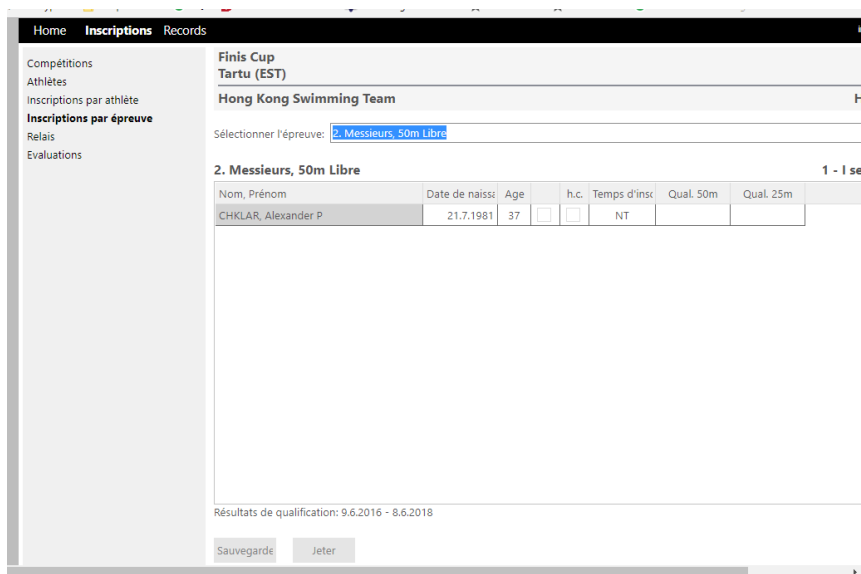 Home Inscriptions Records
Compétitions
Athlètes
Inscriptions par athlète
Inscriptions par épreuve
Relais
Evaluations
Finis Cup
Tartu (EST)
Hong Kong Swimming Team
Sélectionner l'épreuve: 2. Messieurs, 50m Libre
2. Messieurs, 50m Libre 1 - I se
Nom, Prénom Date de naissa Age h.c. Temps d'insc Qual. 50m Qual. 25m
CHKLAR, Alexander P 21.7.1981 37 NT
Résultats de qualification: 9.6.2016 - 8.6.2018
Sauvegarde Jeter